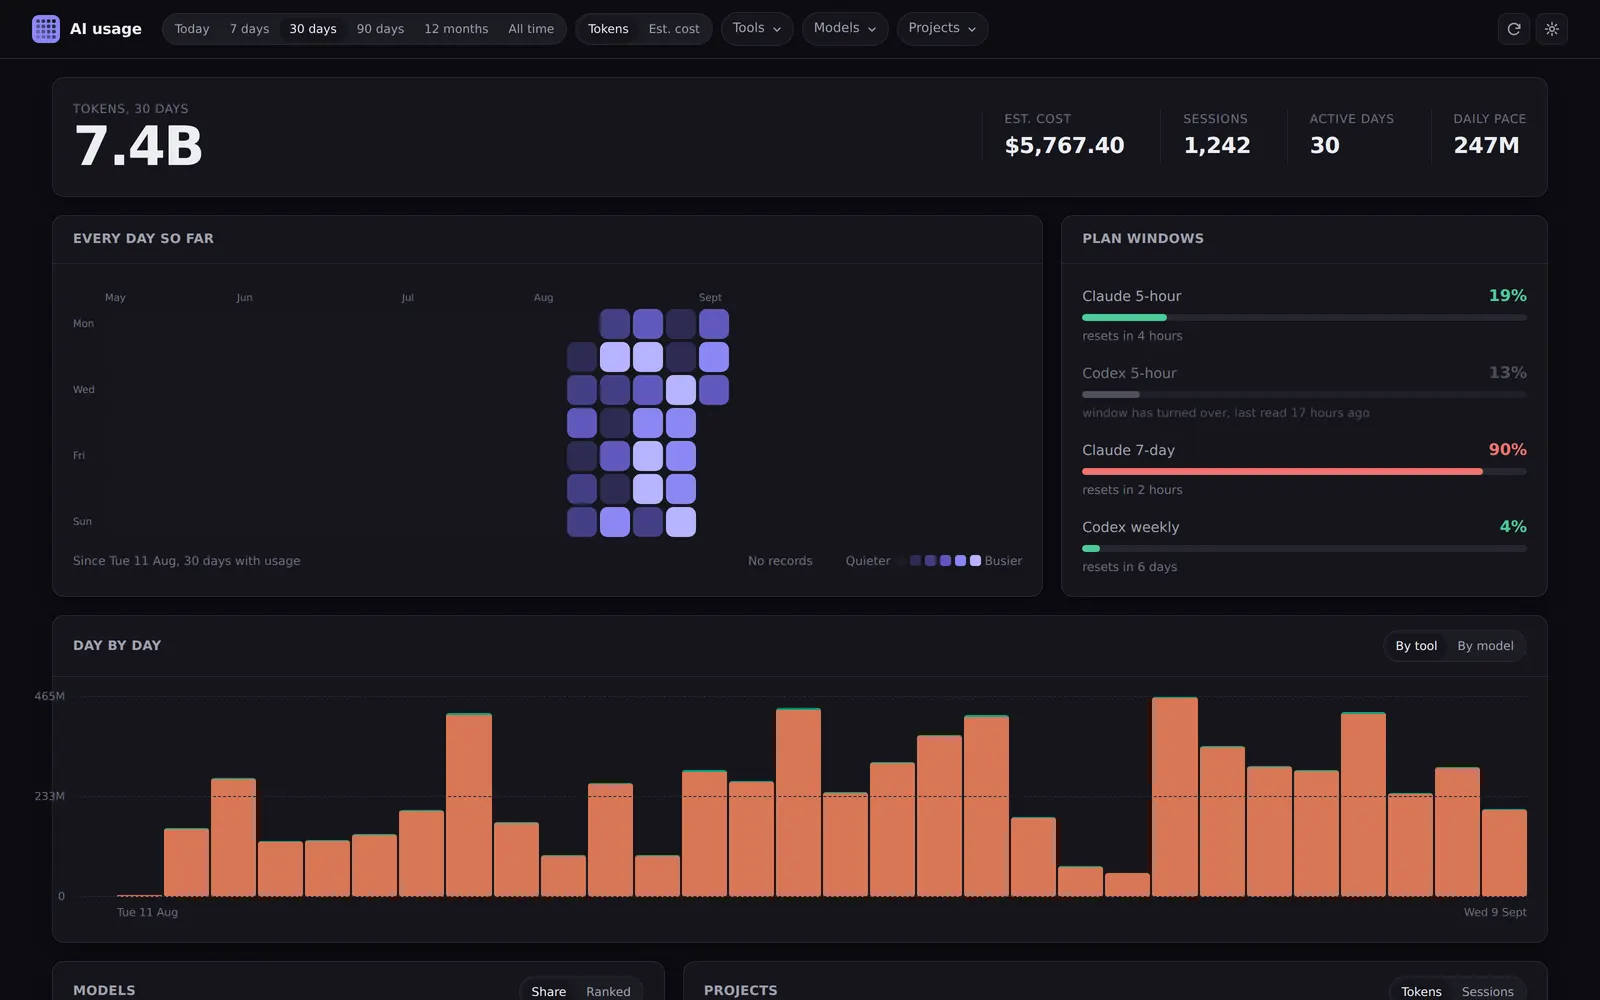 AI usage
Today 7 days 30 days 90 days 12 months All time
Tokens Est. cost
Tools
Models
Projects
TOKENS, 30 DAYS
7.4B
EST. COST
$5,767.40
SESSIONS
1,242
ACTIVE DAYS
30
DAILY PACE
247M
EVERY DAY SO FAR
May Jun Jul Aug Sept
Mon
Wed
Fri
Sun
Since Tue 11 Aug, 30 days with usage
No records
Quieter Busier
PLAN WINDOWS
Claude 5-hour 19%
resets in 4 hours
Codex 5-hour 13%
window has turned over, last read 17 hours ago
Claude 7-day 90%
resets in 2 hours
Codex weekly 4%
resets in 6 days
DAY BY DAY
By tool By model
465M
233M
0
Tue 11 Aug Wed 9 Sept
MODELS
Share Ranked
PROJECTS
Tokens Sessions